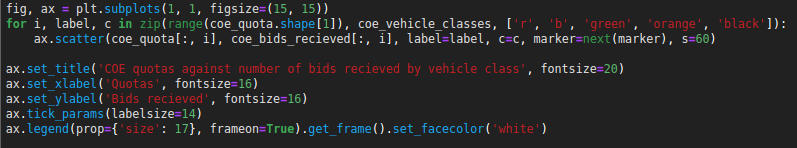 fig, ax = plt.subplots(1, 1, figsize=(15, 15))
for i, label, c in zip(range(coe_quota.shape[1]), coe_vehicle_classes, ['r', 'b', 'green', 'orange', 'black']):
    ax.scatter(coe_quota[:, i], coe_bids_recieved[:, i], label=label, c=c, marker=next(marker), s=60)

ax.set_title('COE quotas against number of bids recieved by vehicle class', fontsize=20)
ax.set_xlabel('Quotas', fontsize=16)
ax.set_ylabel('Bids recieved', fontsize=16)
ax.tick_params(labelsize=14)
ax.legend(prop={'size': 17}, frameon=True).get_frame().set_facecolor('white')